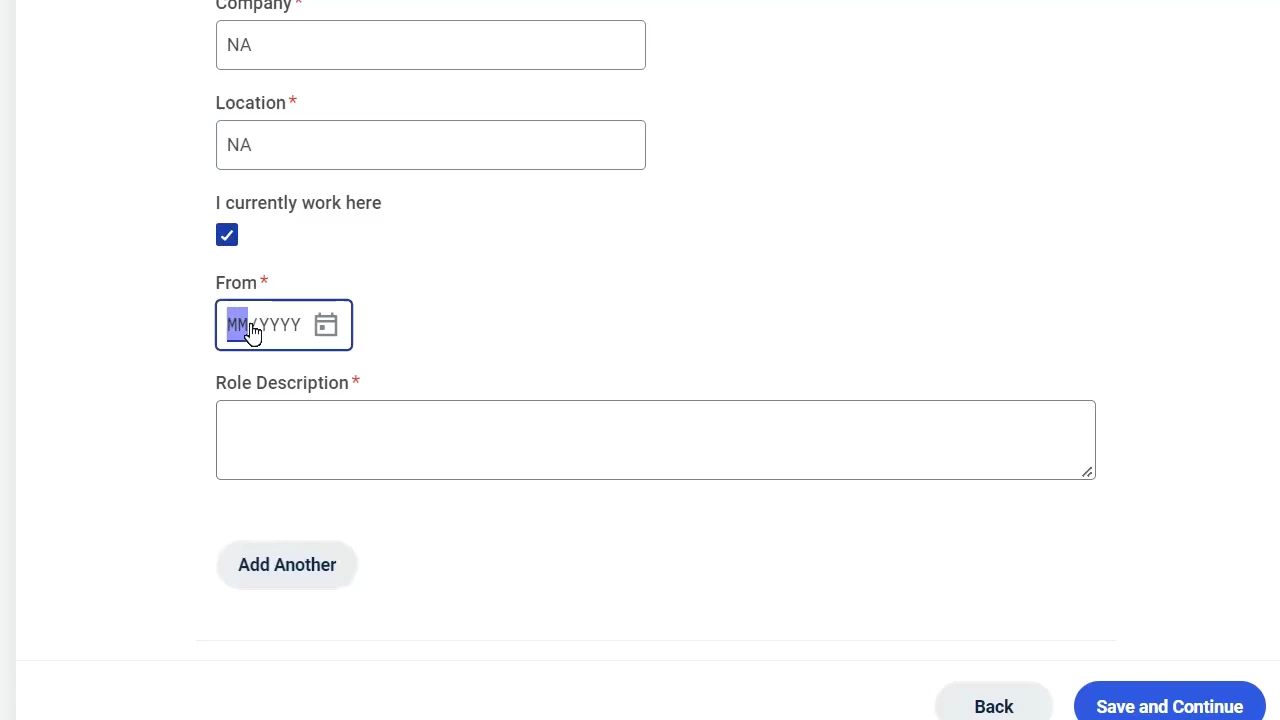 Company*
NA
Location*
NA
I currently work here
From*
MM/YYYY
Role Description*
Add Another
Back
Save and Continue